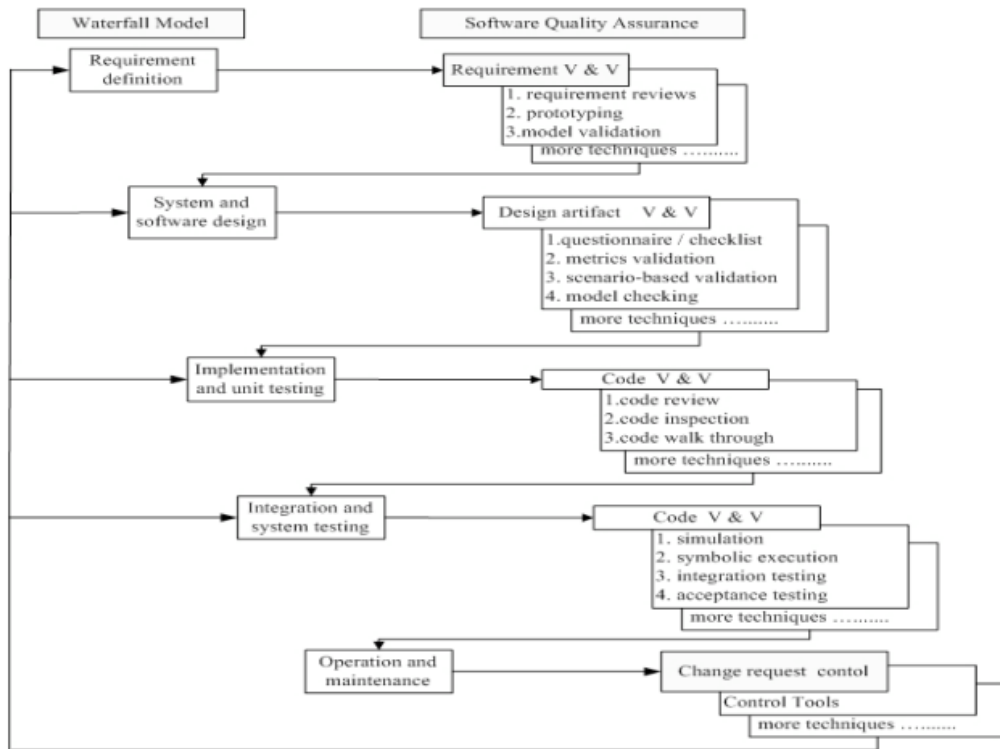 Waterfall Model
Software Quality Assurance
Requirement
definition
Requirement V & V
1. requirement reviews
2. prototyping
3.model validation
more techniques ….......
System and
software design
Design artifact V & V
1.questionnaire / checklist
2. metrics validation
3. scenario-based validation
4. model checking
more techniques ….......
Implementation
and unit testing
Code V & V
1.code review
2.code inspection
3.code walk through
more techniques ….......
Integration and
system testing
Code V & V
1. simulation
2. symbolic execution
3. integration testing
4. acceptance testing
more techniques ….......
Operation and
maintenance
Change request contol
Control Tools
more techniques ….......